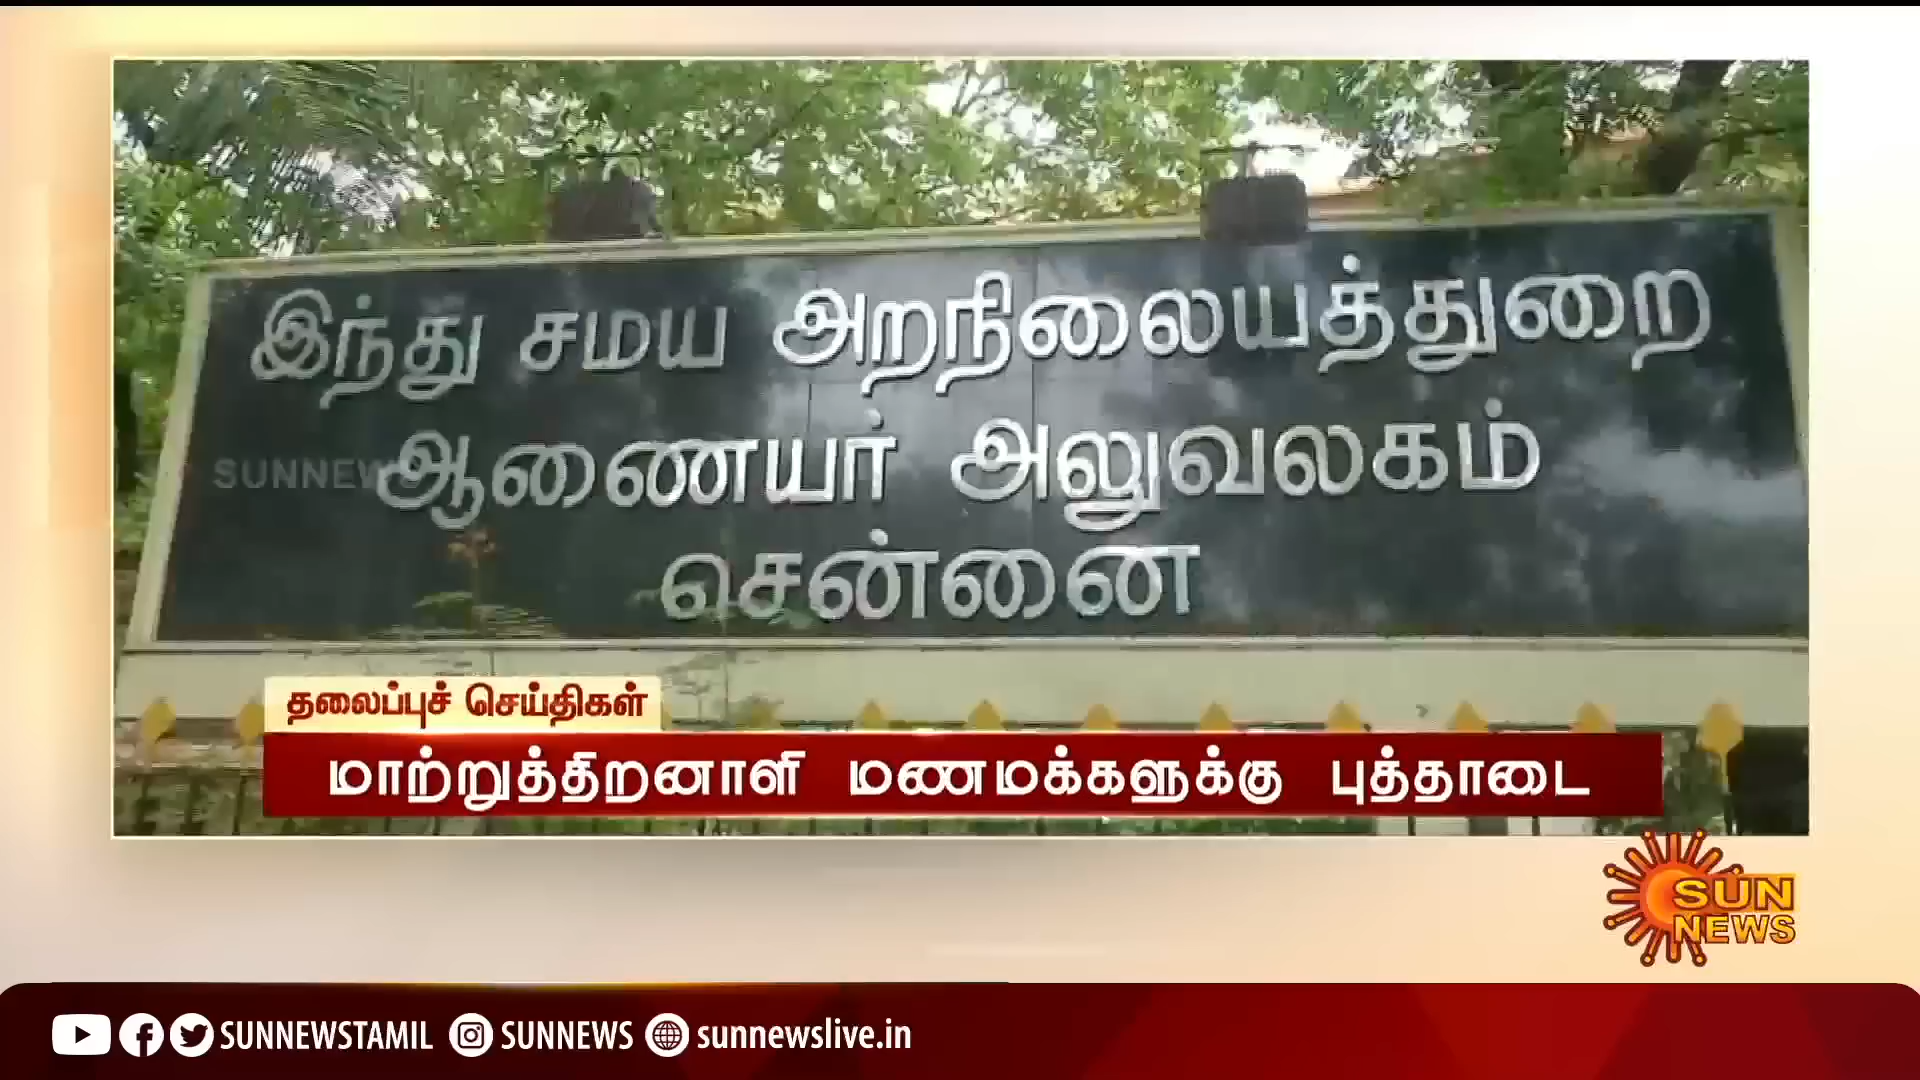 இந்து சமய அறநிலையத்துறை
ஆணையர் அலுவலகம்
SUNNEWS
சென்னை
தலைப்புச் செய்திகள்
மாற்றுத்திறனாளி மணமக்களுக்கு புத்தாடை
SUN
NEWS
SUNNEWSTAMIL SUNNEWS sunnewslive.in